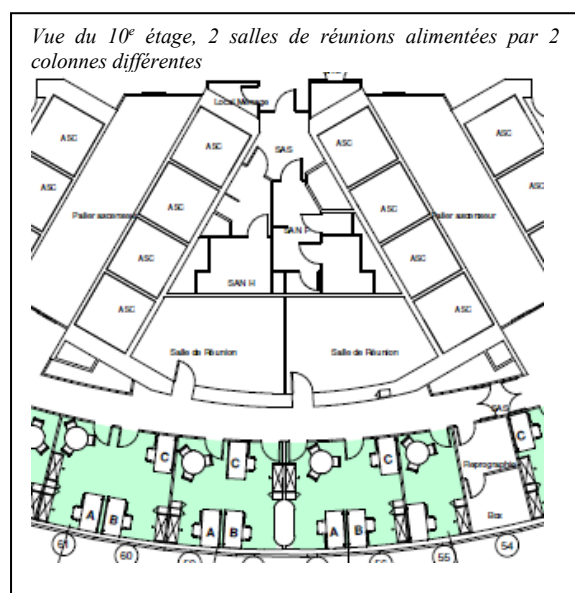 Vue du 10e étage, 2 salles de réunions alimentées par 2
colonnes différentes
Local Ménage
ASC
ASC
ASC
ASC
SAS
ASC
ASC
ASC
ASC
Palier ascenseur
Palier ascenseur
SAN F
ASC
ASC
SAN H
ASC
ASC
Salle de Réunion
Salle de Réunion
SAS
C
C
C
C
C
Reprographie
A
B
A
B
A
B
Box
61
60
55
54